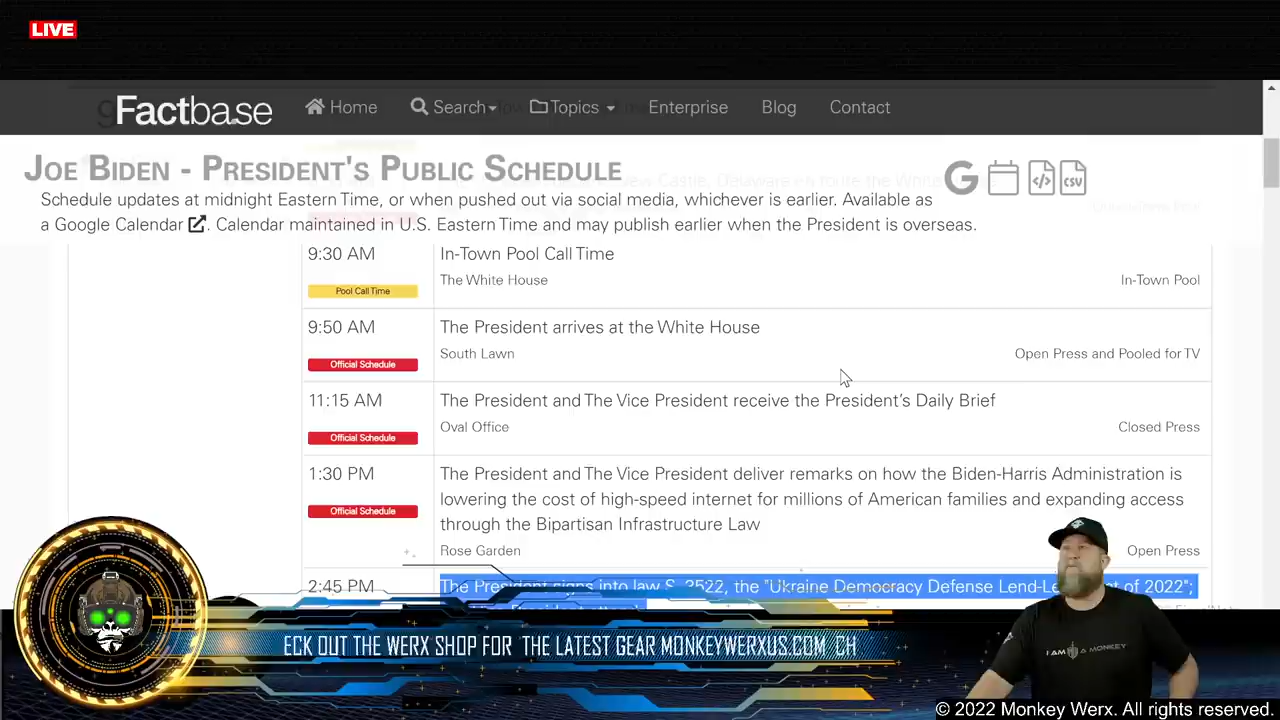 LIVE
Factbase Home Search Topics Enterprise Blog Contact
JOE BIDEN - PRESIDENT'S PUBLIC SCHEDULE
Schedule updates at midnight Eastern Time, or when pushed out via social media, whichever is earlier. Available as
a Google Calendar. Calendar maintained in U.S. Eastern Time and may publish earlier when the President is overseas.
G </> CSV
9:30 AM In-Town Pool Call Time
Pool Call Time The White House In-Town Pool
9:50 AM The President arrives at the White House
Official Schedule South Lawn Open Press and Pooled for TV
11:15 AM The President and The Vice President receive the President's Daily Brief
Official Schedule Oval Office Closed Press
1:30 PM The President and The Vice President deliver remarks on how the Biden-Harris Administration is
Official Schedule lowering the cost of high-speed internet for millions of American families and expanding access
through the Bipartisan Infrastructure Law
Rose Garden Open Press
2:45 PM The President signs into law S. 3522, the "Ukraine Democracy Defense Lend-Le of 2022";
ECK OUT THE WERX SHOP FOR THE LATEST GEAR MONKEYWERXUS.COM CH
I AM A MONKEY
© 2022 Monkey Werx. All rights reserved.